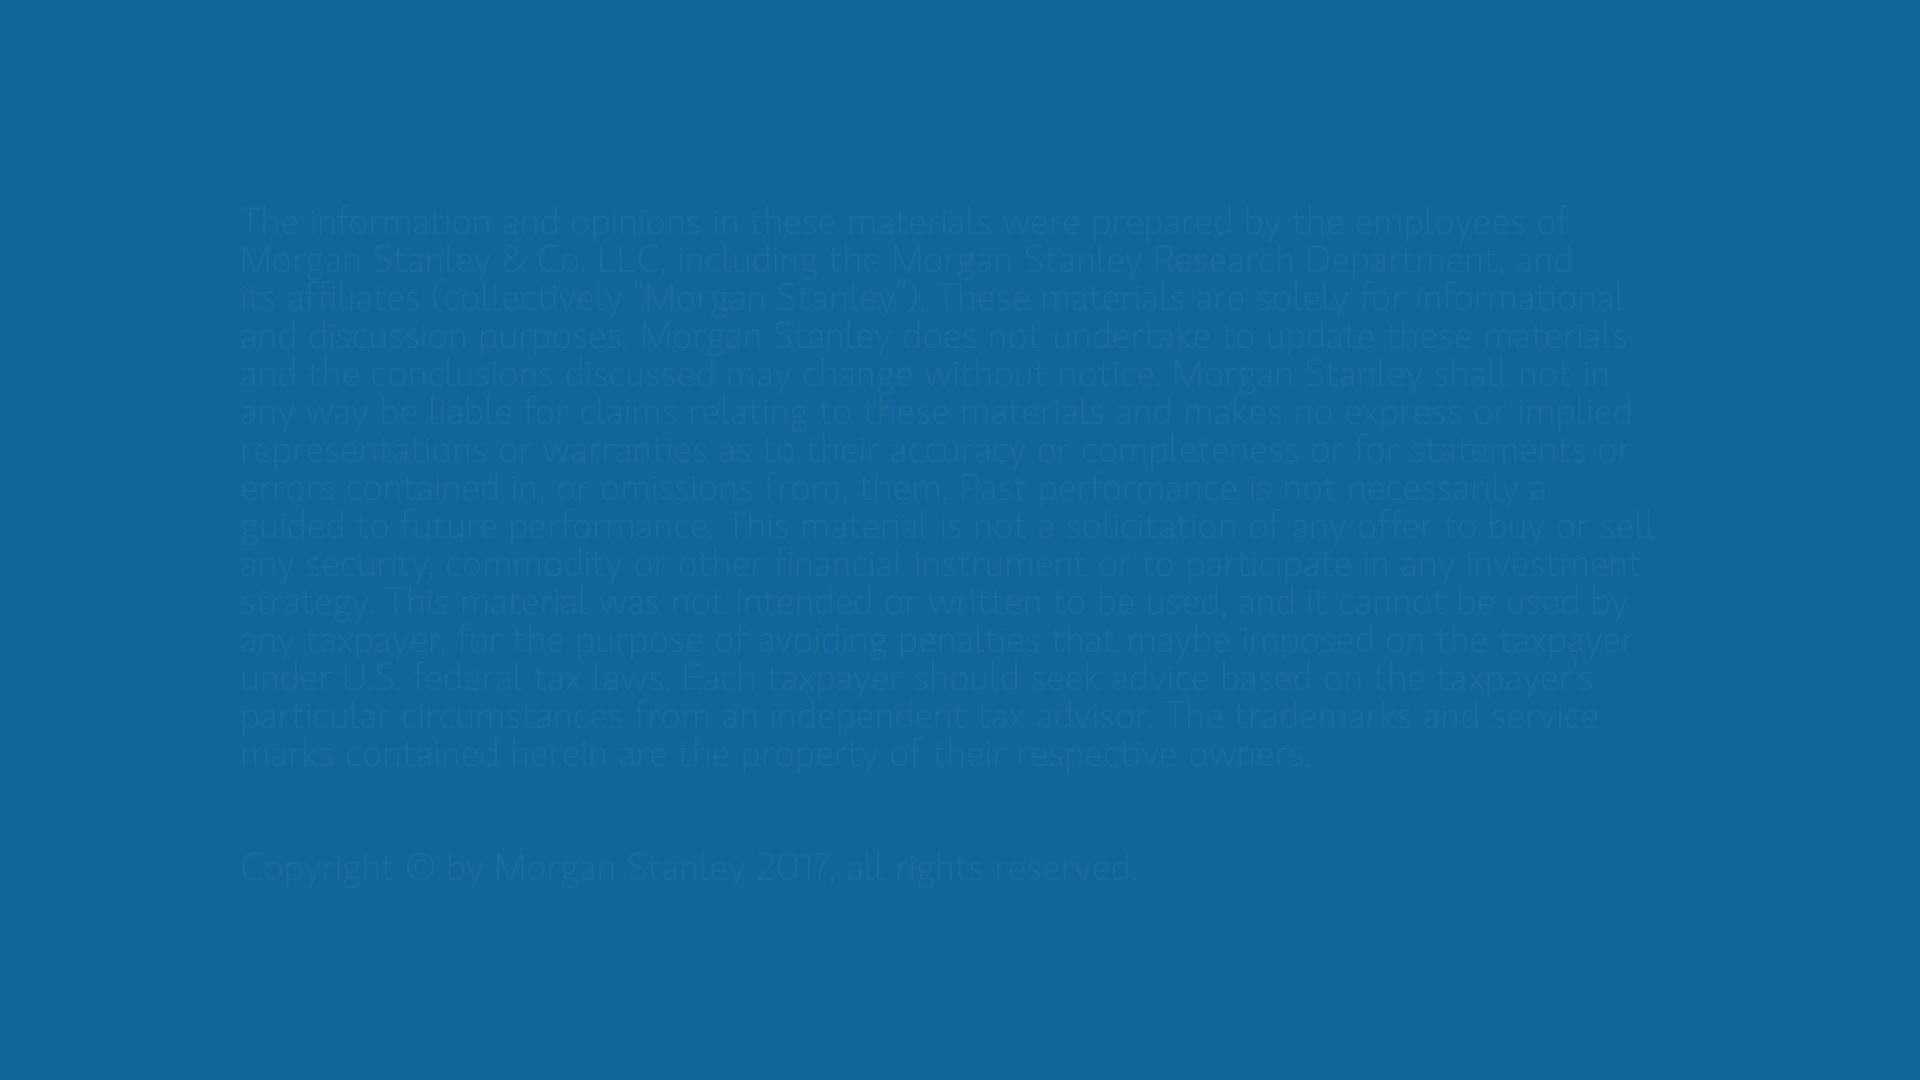 The information and opinions in these materials were prepared by the employees of
Morgan Stanley & Co. LLC, including the Morgan Stanley Research Department, and
its affiliates (collectively "Morgan Stanley"). These materials are solely for informational
and discussion purposes. Morgan Stanley does not undertake to update these materials
and the conclusions discussed may change without notice. Morgan Stanley shall not in
any way be liable for claims relating to these materials and makes no express or implied
representations or warranties as to their accuracy or completeness or for statements or
errors contained in, or omissions from, them. Past performance is not necessarily a
guided to future performance. This material is not a solicitation of any offer to buy or sell
any security, commodity or other financial instrument or to participate in any investment
strategy. This material was not intended or written to be used, and it cannot be used by
any taxpayer, for the purpose of avoiding penalties that maybe imposed on the taxpayer
under U.S. federal tax laws. Each taxpayer should seek advice based on the taxpayer's
particular circumstances from an independent tax advisor. The trademarks and service
marks contained herein are the property of their respective owners.
Copyright © by Morgan Stanley 2017, all rights reserved.